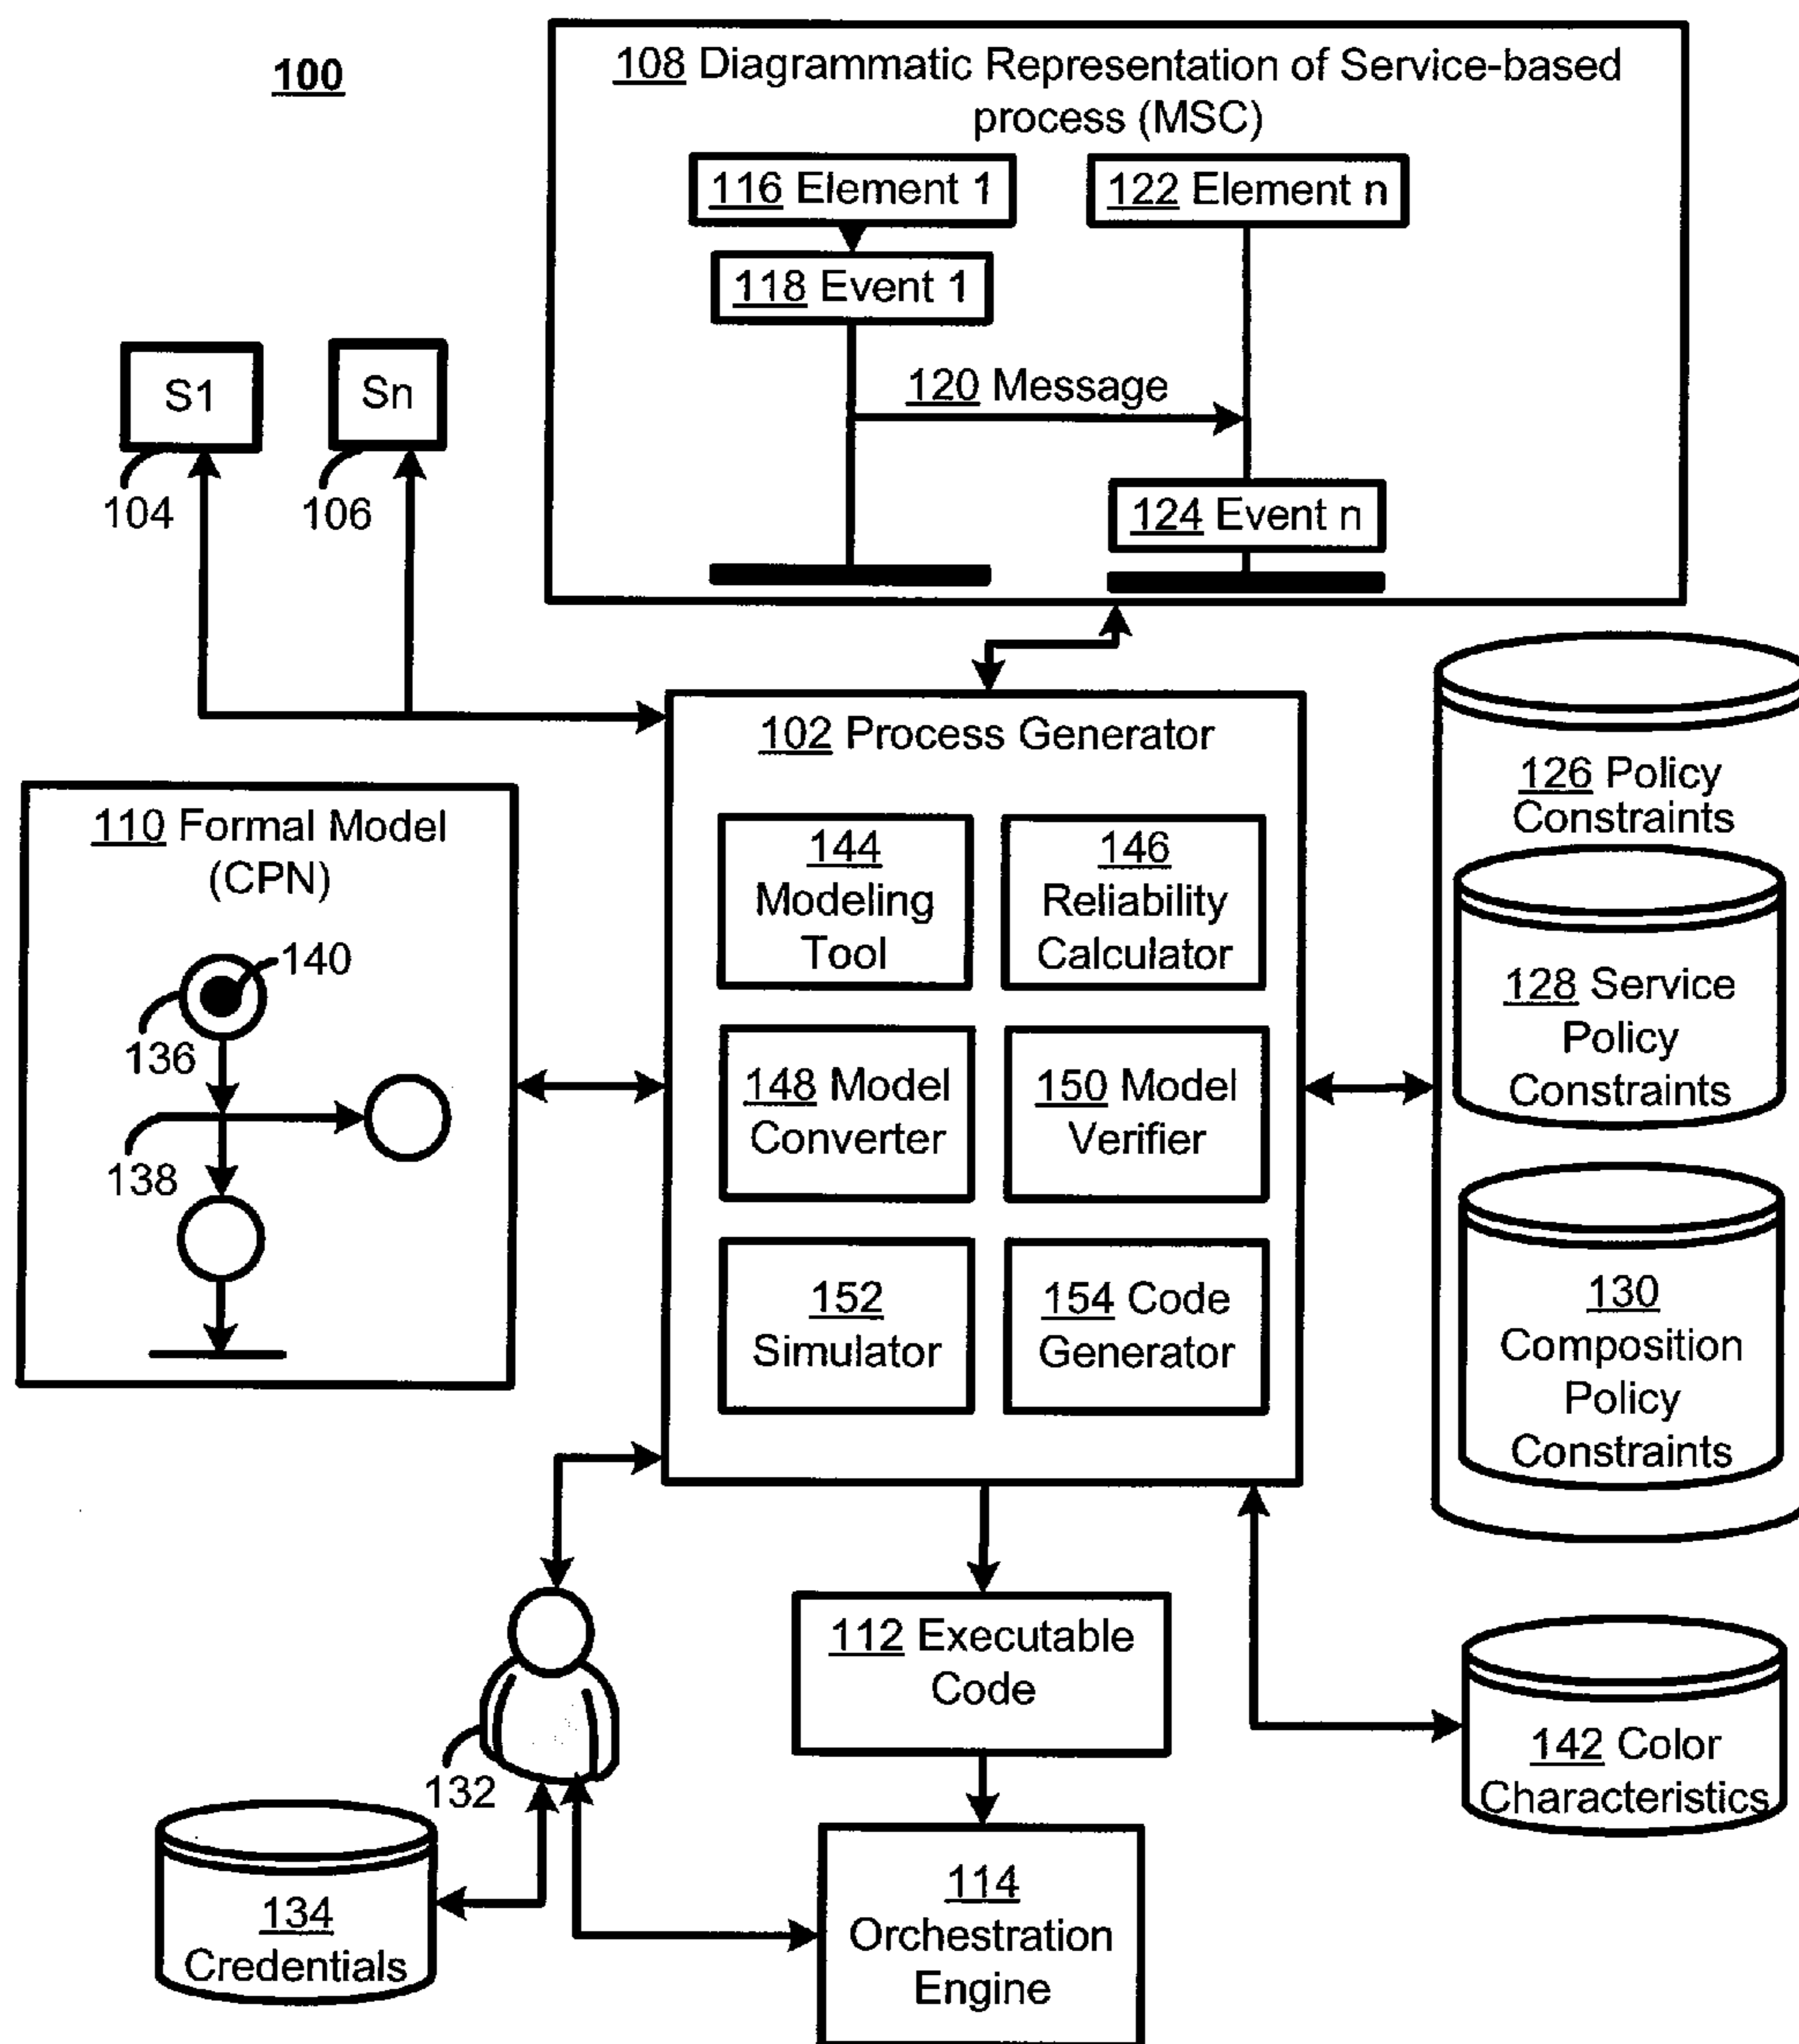 100
108 Diagrammatic Representation of Service-based
process (MSC)
116 Element 1
122 Element n
118 Event 1
120 Message
124 Event n
S1
Sn
104
106
102 Process Generator
144
Modeling
Tool
146
Reliability
Calculator
148 Model
Converter
150 Model
Verifier
152
Simulator
154 Code
Generator
110 Formal Model
(CPN)
140
136
138
126 Policy
Constraints
128 Service
Policy
Constraints
130
Composition
Policy
Constraints
112 Executable
Code
132
142 Color
Characteristics
134
Credentials
114
Orchestration
Engine